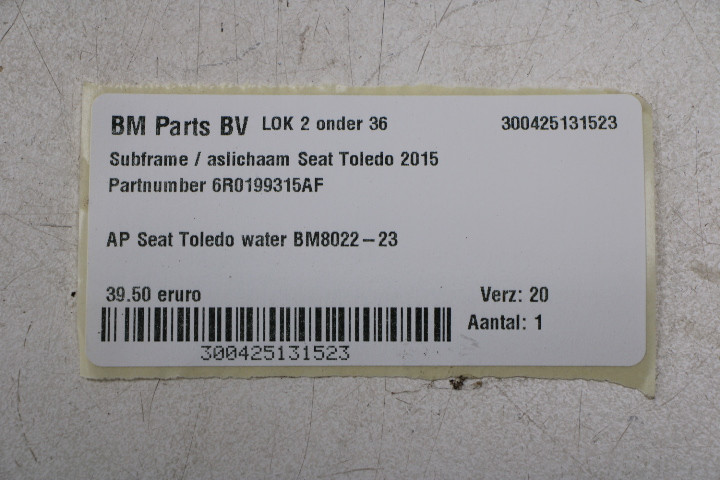 BM Parts BV LOK 2 onder 36 300425131523
Subframe / aslichaam Seat Toledo 2015
Partnumber 6R0199315AF
AP Seat Toledo water BM8022-23
39.50 eruro Verz: 20
Aantal: 1
300425131523